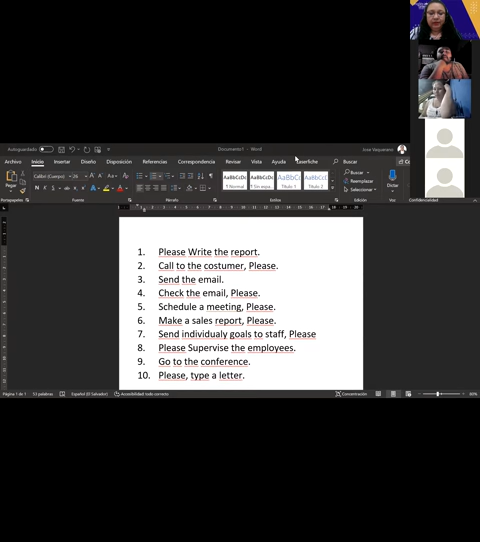 Autoguardado Documento1 - Word Jose Vaquerano
Archivo Inicio Insertar Diseño Disposición Referencias Correspondencia Revisar Vista Ayuda Buscar
Pegar
Calibri (Cuerpo) 26
AaBbCcDc AaBbCcDc AaBbCc AaBbCcD
¶ Normal Título 1 Título 2
Buscar
Reemplazar
Seleccionar
Dictar
Portapapeles Fuente Párrafo Estilos Edición Voz Confidencialidad
1. Please Write the report.
2. Call to the costumer, Please.
3. Send the email.
4. Check the email, Please.
5. Schedule a meeting, Please.
6. Make a sales report, Please.
7. Send individualy goals to staff, Please
8. Please Supervise the employees.
9. Go to the conference.
10. Please, type a letter.
Página 1 de 1 53 palabras Español (El Salvador) Accesibilidad: todo correcto Concentración 80%